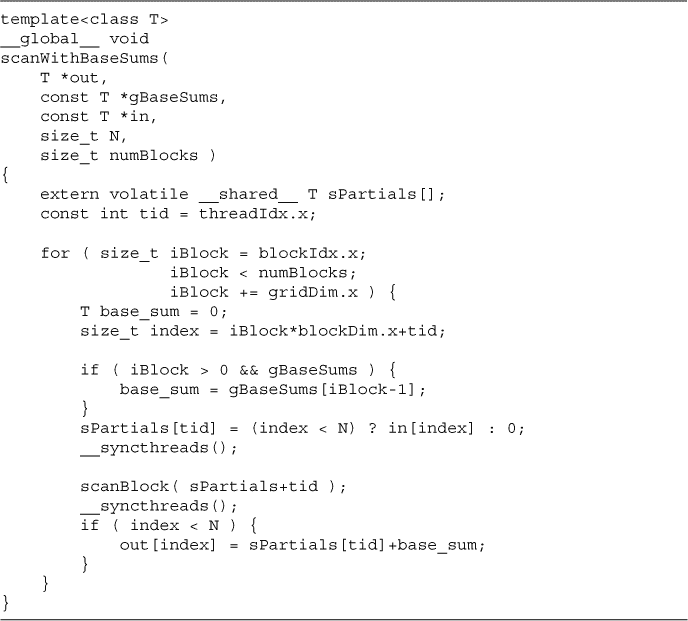 template<class T>
__global__ void
scanWithBaseSums(
    T *out,
    const T *gBaseSums,
    const T *in,
    size_t N,
    size_t numBlocks )
{
    extern volatile __shared__ T sPartials[];
    const int tid = threadIdx.x;

    for ( size_t iBlock = blockIdx.x;
                 iBlock < numBlocks;
                 iBlock += gridDim.x ) {
        T base_sum = 0;
        size_t index = iBlock*blockDim.x+tid;

        if ( iBlock > 0 && gBaseSums ) {
            base_sum = gBaseSums[iBlock-1];
        }
        sPartials[tid] = (index < N) ? in[index] : 0;
        __syncthreads();

        scanBlock( sPartials+tid );
        __syncthreads();
        if ( index < N ) {
            out[index] = sPartials[tid]+base_sum;
        }
    }
}